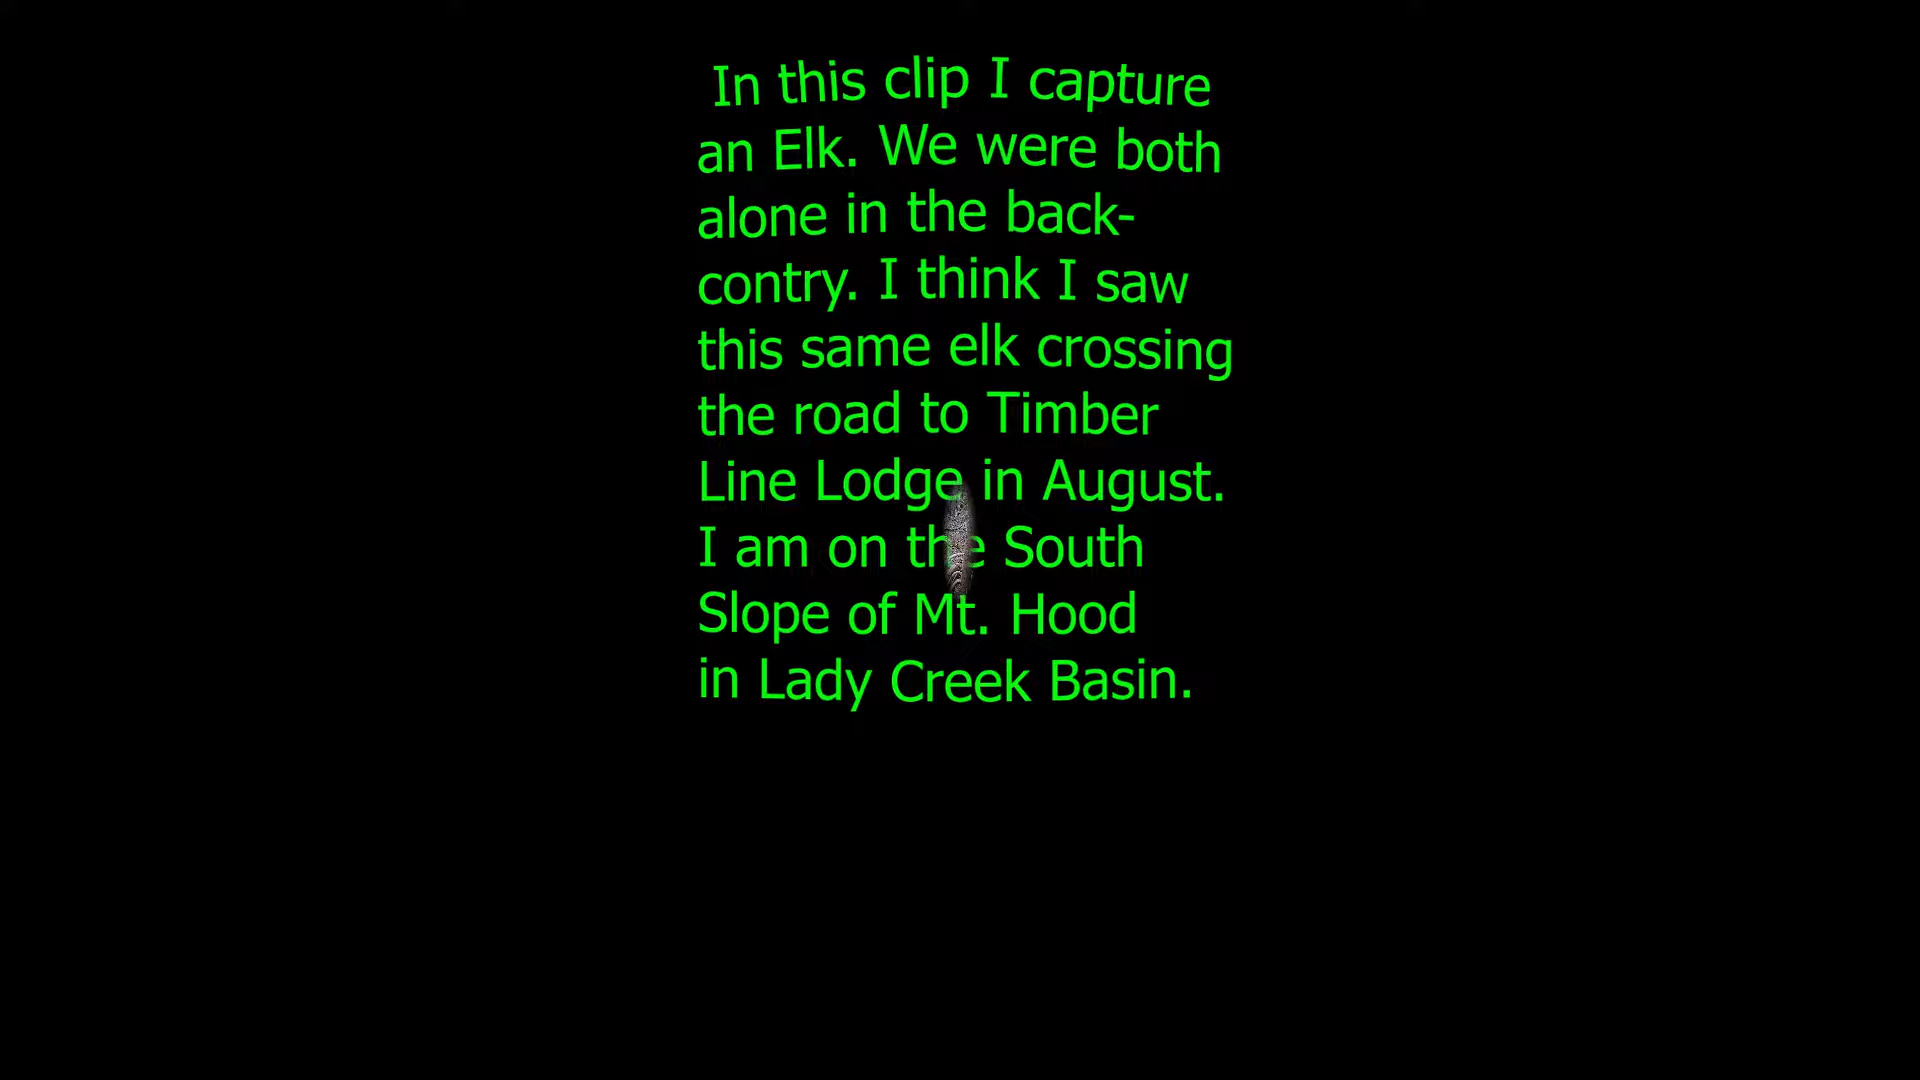 In this clip I capture
an Elk. We were both
alone in the back-
contry. I think I saw
this same elk crossing
the road to Timber
Line Lodge in August.
I am on the South
Slope of Mt. Hood
in Lady Creek Basin.